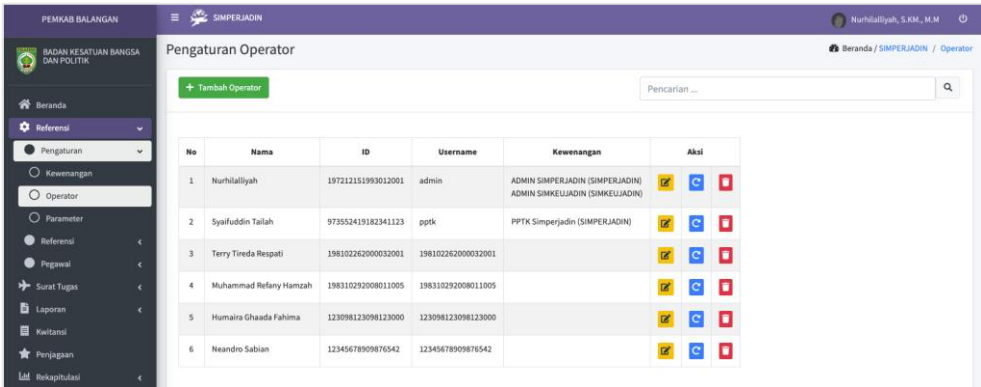 PEMKAB BALANGAN
SIMPERJADIN
Nurhilalliyah, S.KM., M.M
BADAN KESATUAN BANGSA
DAN POLITIK
Pengaturan Operator
Beranda / SIMPERJADIN / Operator
Tambah Operator
Pencarian ...
Beranda
Referensi
Pengaturan
Kewenangan
Operator
Parameter
Referensi
Pegawai
Surat Tugas
Laporan
Kwitansi
Penjagaan
Rekapitulasi
No Nama ID Username Kewenangan Aksi
1 Nurhilalliyah 197212151993012001 admin ADMIN SIMPERJADIN (SIMPERJADIN)
ADMIN SIMKEUJADIN (SIMKEUJADIN)
2 Syaifuddin Tailah 973552419182341123 pptk PPTK Simperjadin (SIMPERJADIN)
3 Terry Tireda Respati 198102262000032001 198102262000032001
4 Muhammad Refany Hamzah 198310292008011005 198310292008011005
5 Humaira Ghaada Fahima 123098123098123000 123098123098123000
6 Neandro Sabian 12345678909876542 12345678909876542